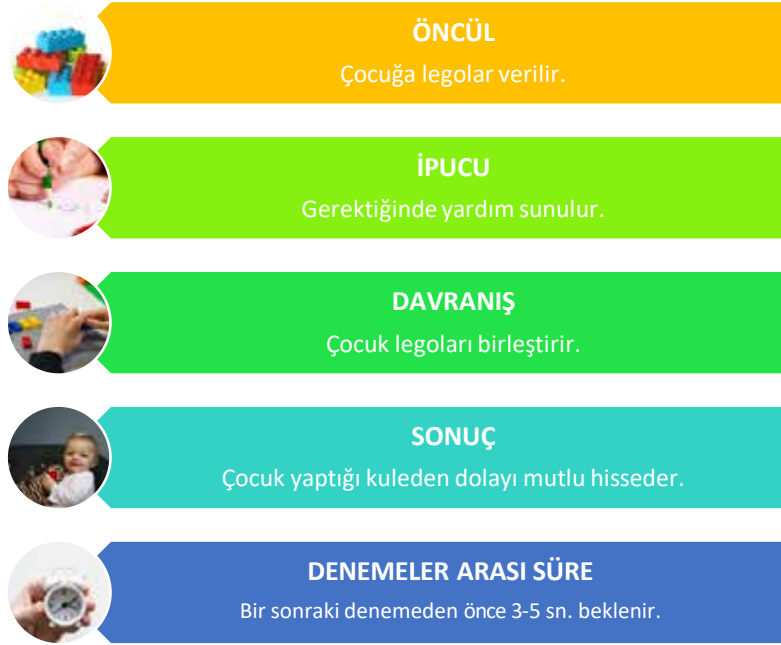 ÖNCÜL
Çocuğa legolar verilir.
İPUCU
Gerektiğinde yardım sunulur.
DAVRANIŞ
Çocuk legoları birleştirir.
SONUÇ
Çocuk yaptığı kuleden dolayı mutlu hisseder.
DENEMELER ARASI SÜRE
Bir sonraki denemeden önce 3-5 sn. beklenir.